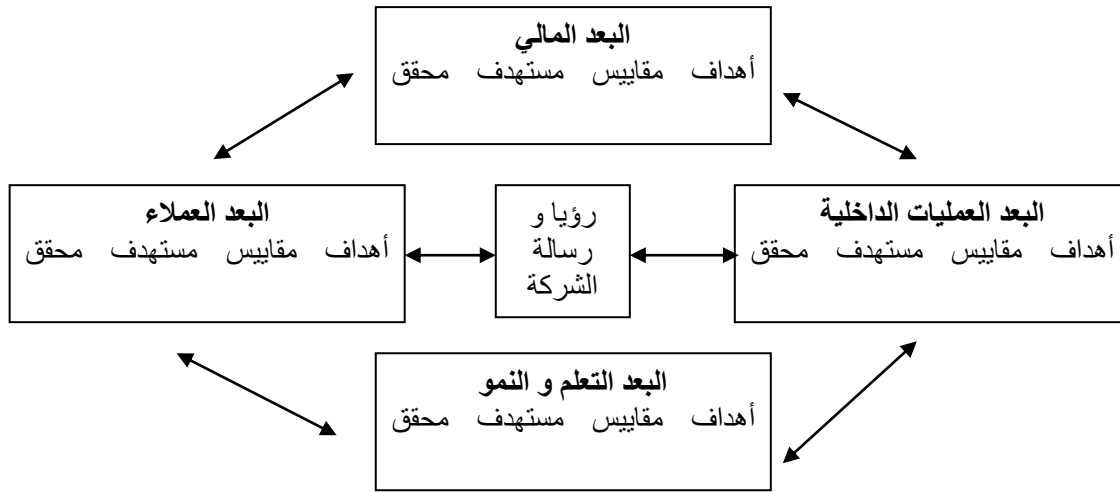 البعد المالي
أهداف مقاييس مستهدف محقق
البعد العمليات الداخلية
أهداف مقاييس مستهدف محقق
رؤيا و
رسالة
الشركة
البعد العملاء
أهداف مقاييس مستهدف محقق
البعد التعلم و النمو
أهداف مقاييس مستهدف محقق